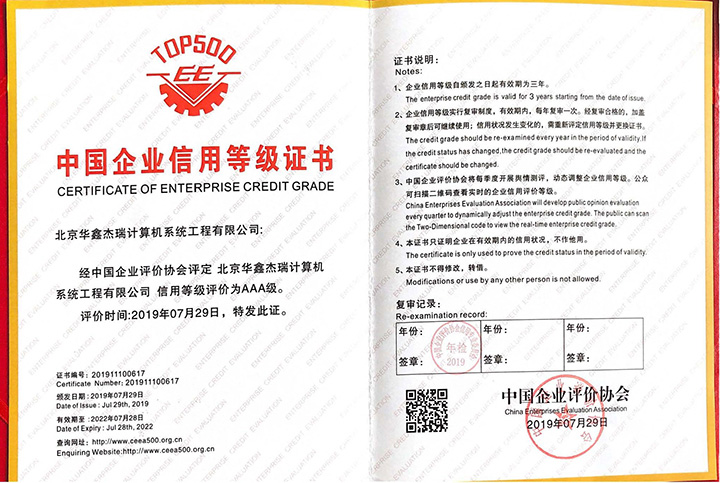 TOP500
EE
中国企业信用等级证书
CERTIFICATE OF ENTERPRISE CREDIT GRADE
北京华鑫杰瑞计算机系统工程有限公司:
经中国企业评价协会评定 北京华鑫杰瑞计算机
系统工程有限公司 信用等级评价为AAA级。
评价时间:2019年07月29日，特发此证。
证书编号:201911100617
Certificate Number: 201911100617
颁发日期:2019年07月29日
Date of Issue : Jul 29th, 2019
有效期至 :2022年07月28日
Date of Expiry : Jul 28th, 2022
查询网址: http://www.ceea500.org.cn
Enquiring Website:http://www.ceea500.org.cn
证书说明:
Notes:
1、企业信用等级自颁发之日起有效期为三年。
The enterprise credit grade is valid for 3 years starting from the date of issue.
2、企业信用等级实行复审制度，有效期内，每年复审一次。经复审合格的，加盖
复审章后可继续使用；信用状况发生变化的，需重新评定信用等级并更换证书。
The credit grade should be re-examined every year in the period of validity.If
the credit status has changed,the credit grade should be re-evaluated and the
certificate should be changed.
3、中国企业评价协会将每季度开展舆情测评，动态调整企业信用等级。公众
可扫描二维码查看实时的企业信用评价等级。
China Enterprises Evaluation Association will develop public opinion evaluation
every quarter to dynamically adjust the enterprise credit grade. The public can scan
the Two-Dimensional code to view the real-time enterprise credit grade.
4、本证书只证明企业在有效期内的信用状况，不作他用。
The certificate is only used to prove the credit status in the period of validity.
5、本证书不得修改，转借。
Modifications or use by any other person is not allowed.
复审记录:
Re-examination record:
年份: 年份: 年份:
年检
2019
签章: 签章: 签章:
中国企业评价协会
China Enterprises Evaluation Association
2019年07月29日